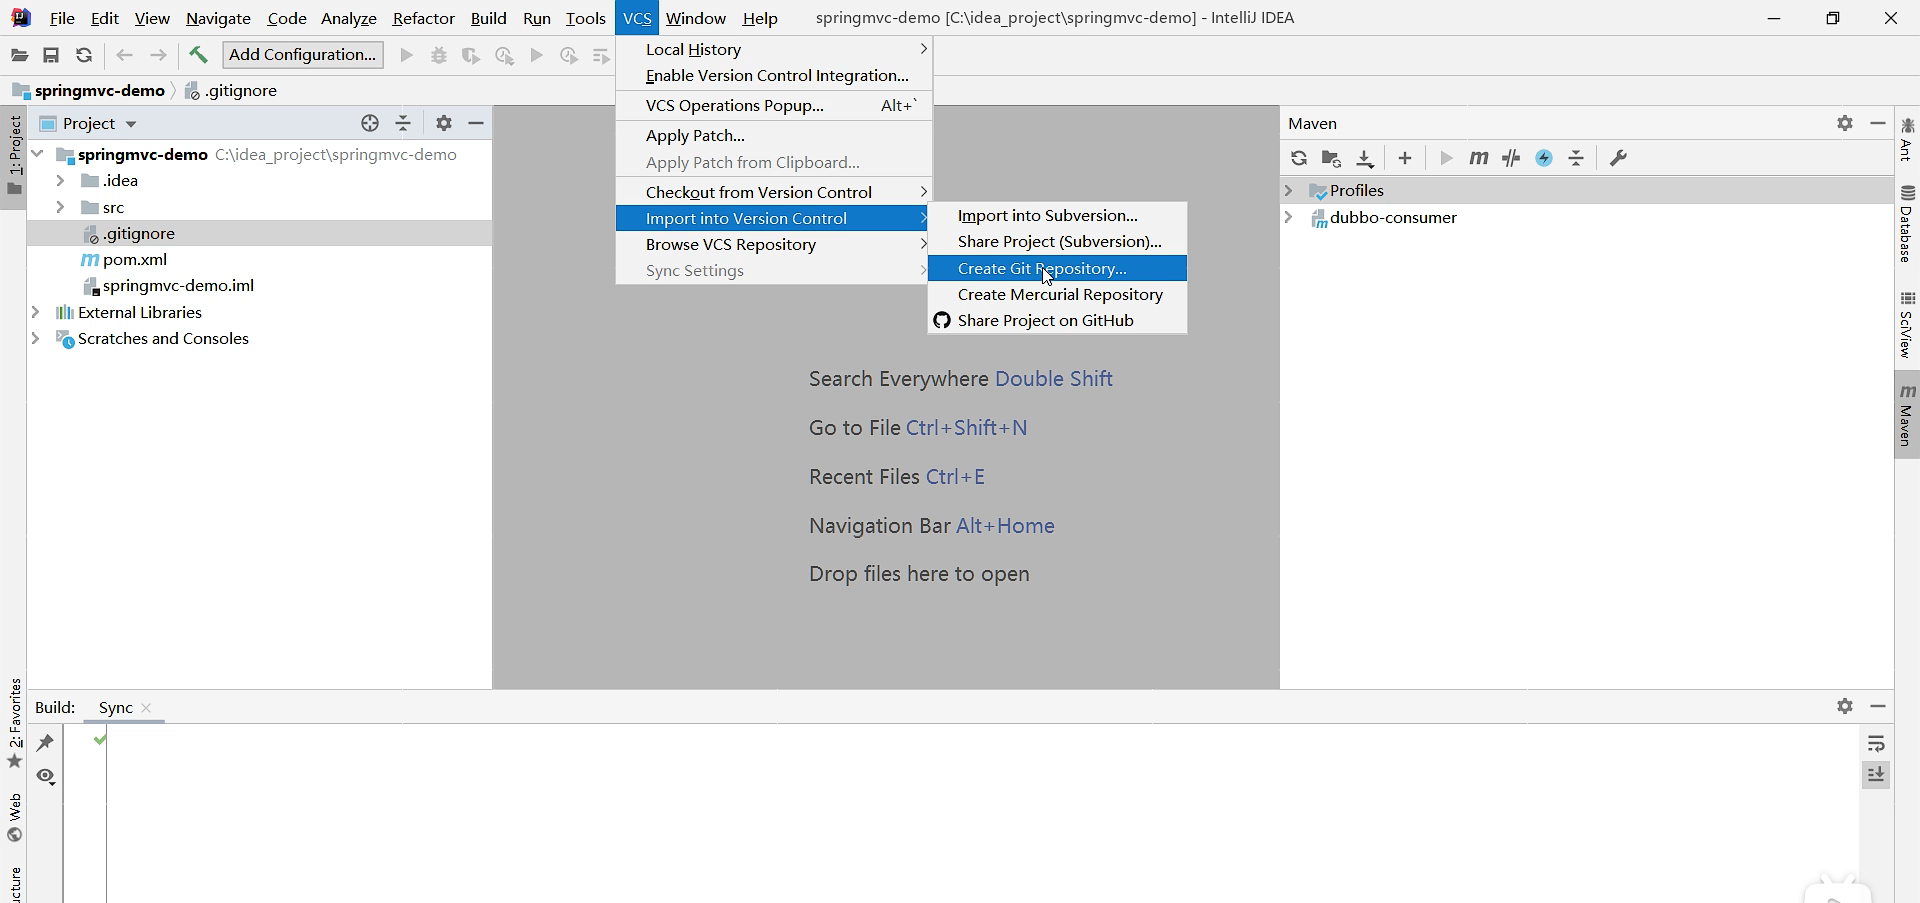 File Edit View Navigate Code Analyze Refactor Build Run Tools VCS Window Help springmvc-demo [C:\idea_project\springmvc-demo] - IntelliJ IDEA
Add Configuration...
springmvc-demo .gitignore
Local History
Enable Version Control Integration...
VCS Operations Popup... Alt+`
Apply Patch...
Apply Patch from Clipboard...
Checkout from Version Control
Import into Version Control
Browse VCS Repository
Sync Settings
Import into Subversion...
Share Project (Subversion)...
Create Git Repository...
Create Mercurial Repository
Share Project on GitHub
1: Project
Project
springmvc-demo C:\idea_project\springmvc-demo
.idea
src
.gitignore
pom.xml
springmvc-demo.iml
External Libraries
Scratches and Consoles
Search Everywhere Double Shift
Go to File Ctrl+Shift+N
Recent Files Ctrl+E
Navigation Bar Alt+Home
Drop files here to open
Maven
Profiles
dubbo-consumer
Ant
Database
SciView
Maven
2: Favorites
Web
ucture
Build: Sync